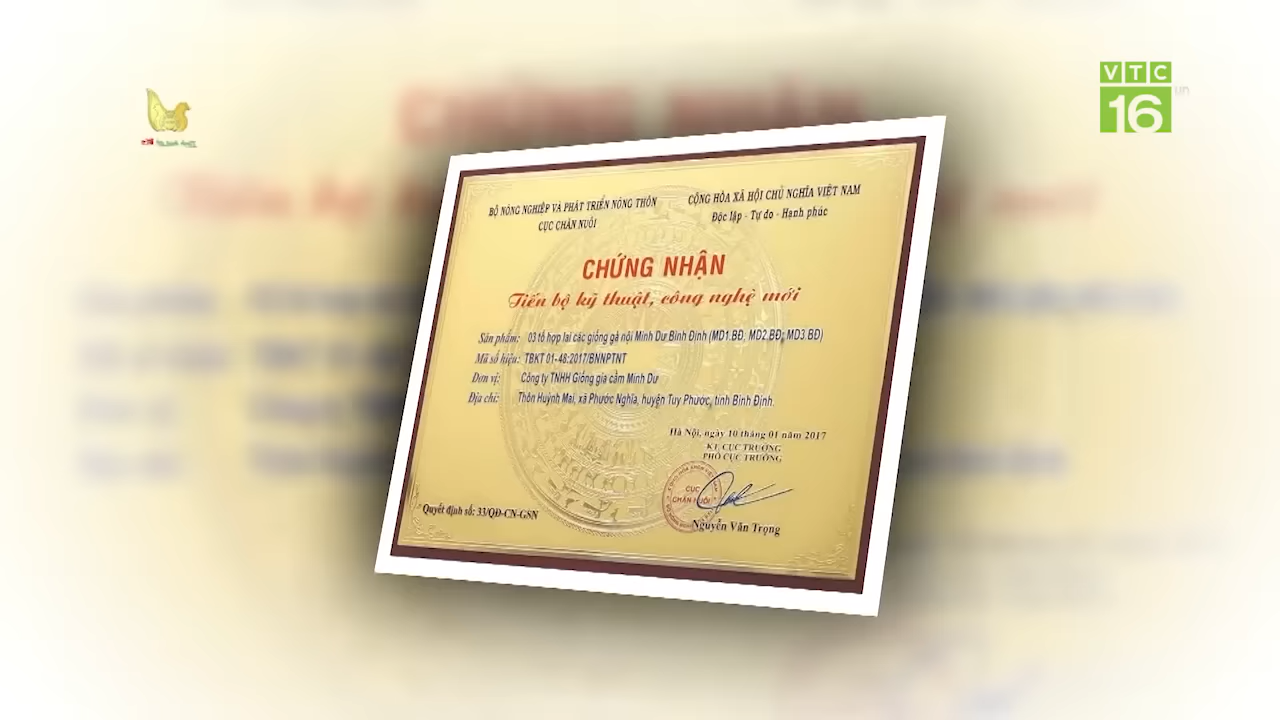 VTC
16
.vn
BỘ NÔNG NGHIỆP VÀ PHÁT TRIỂN NÔNG THÔN
CỤC CHĂN NUÔI
CỘNG HÒA XÃ HỘI CHỦ NGHĨA VIỆT NAM
Độc lập - Tự do - Hạnh phúc
CHỨNG NHẬN
Tiến bộ kỹ thuật, công nghệ mới
Sản phẩm: 03 tổ hợp lai các giống gà nội Minh Dư Bình Định (MD1.BĐ; MD2.BĐ; MD3.BĐ)
Mã số hiệu: TBKT 01- 48:2017/BNNPTNT
Đơn vị: Công ty TNHH Giống gia cầm Minh Dư
Địa chỉ: Thôn Huỳnh Mai, xã Phước Nghĩa, huyện Tuy Phước, tỉnh Bình Định.
Hà Nội, ngày 10 tháng 01 năm 2017
KT. CỤC TRƯỞNG
PHÓ CỤC TRƯỞNG
CỤC
CHĂN NUÔI
Nguyễn Văn Trọng
Quyết định số: 33/QĐ-CN-GSN